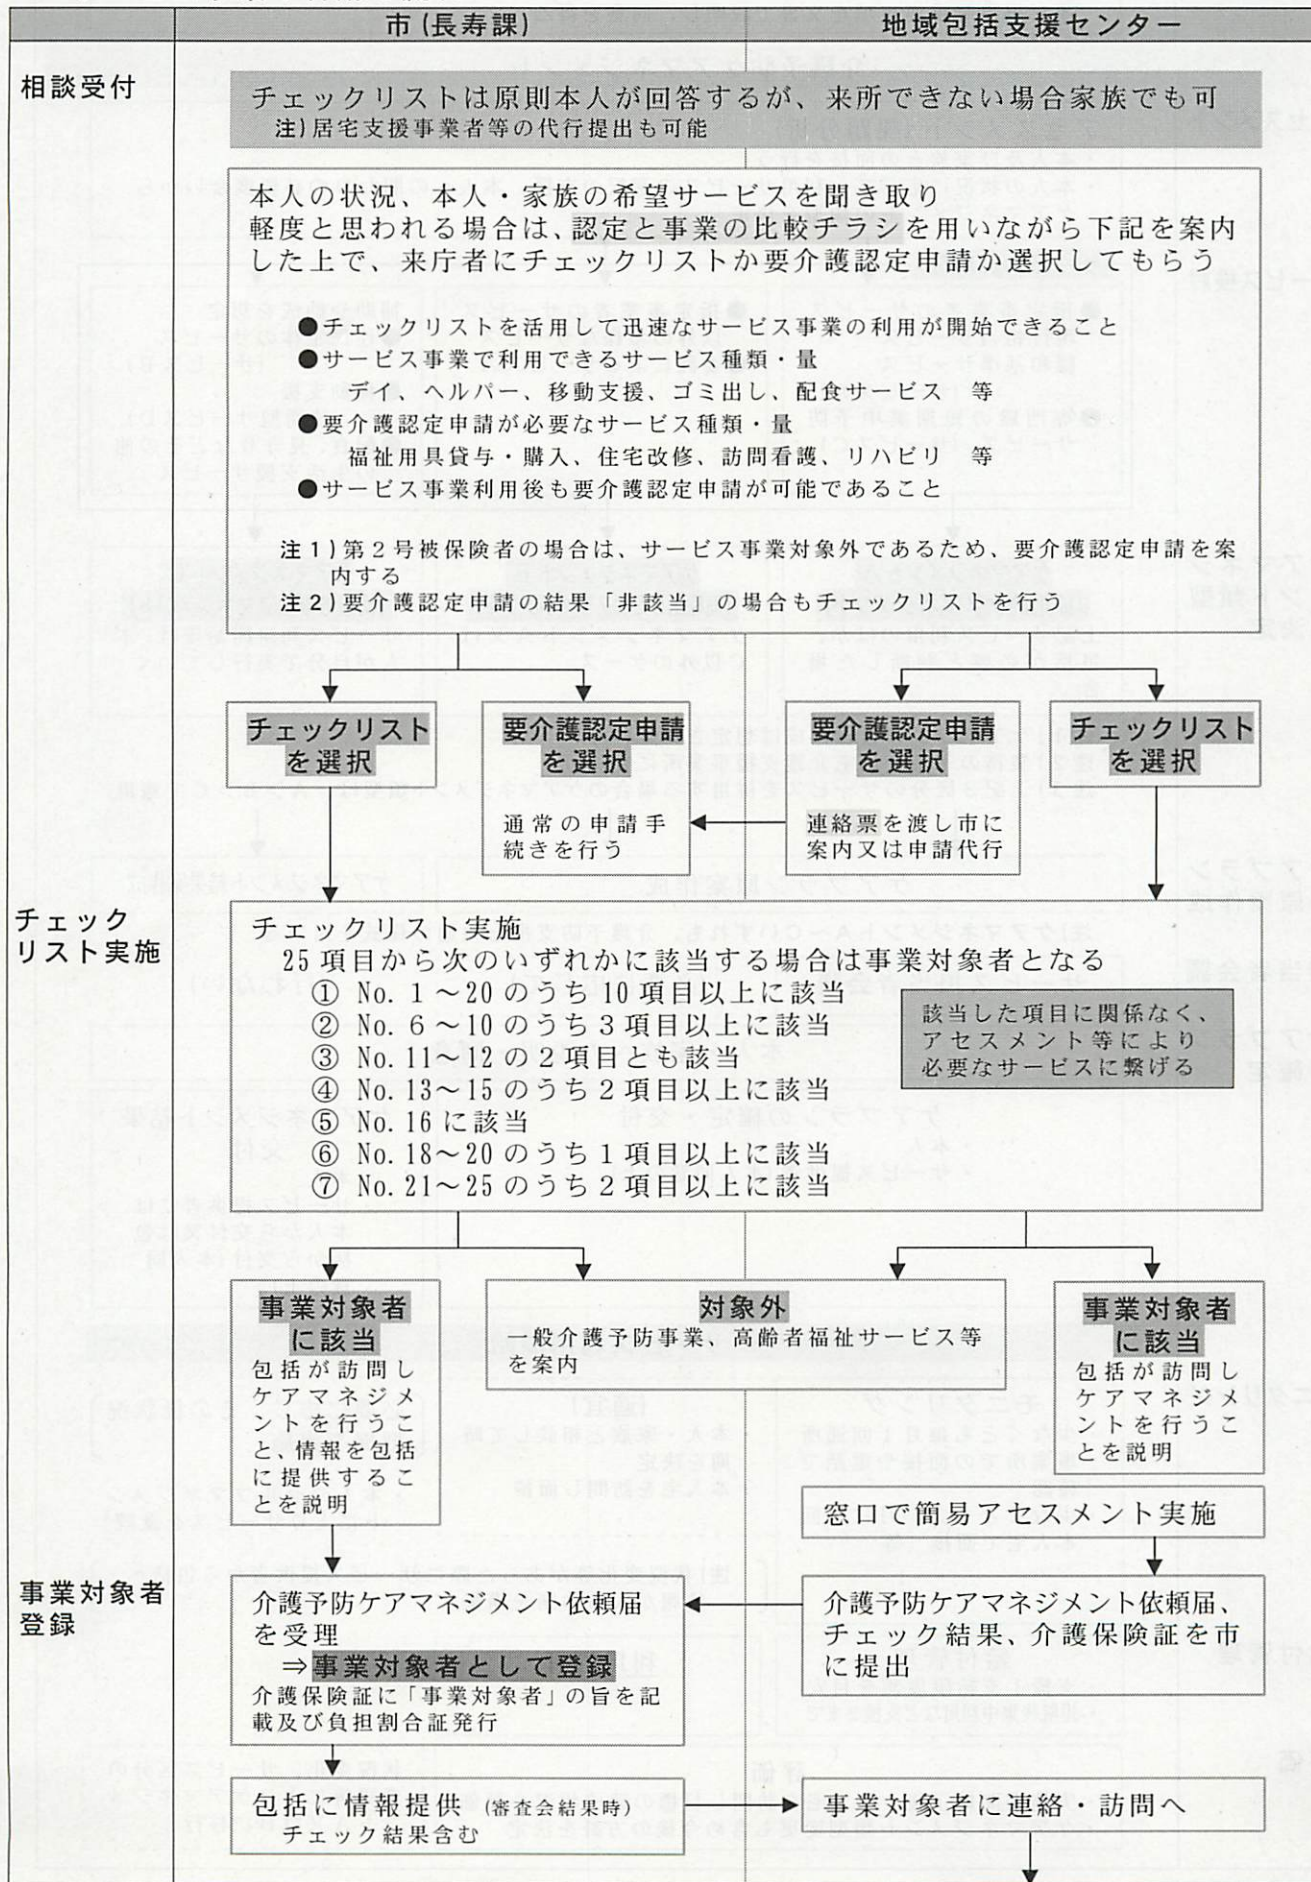 市(長寿課)
地域包括支援センター
相談受付
チェックリストは原則本人が回答するが、来所できない場合家族でも可
注)居宅支援事業者等の代行提出も可能
本人の状況、本人・家族の希望サービスを聞き取り
軽度と思われる場合は、認定と事業の比較チラシを用いながら下記を案内
した上で、来庁者にチェックリストか要介護認定申請か選択してもらう
●チェックリストを活用して迅速なサービス事業の利用が開始できること
●サービス事業で利用できるサービス種類・量
デイ、ヘルパー、移動支援、ゴミ出し、配食サービス 等
●要介護認定申請が必要なサービス種類・量
福祉用具貸与・購入、住宅改修、訪問看護、リハビリ 等
●サービス事業利用後も要介護認定申請が可能であること
注1)第2号被保険者の場合は、サービス事業対象外であるため、要介護認定申請を案
内する
注2)要介護認定申請の結果「非該当」の場合もチェックリストを行う
チェックリスト
を選択
要介護認定申請
を選択
要介護認定申請
を選択
チェックリスト
を選択
通常の申請手
続きを行う
連絡票を渡し市に
案内又は申請代行
チェック
リスト実施
チェックリスト実施
25項目から次のいずれかに該当する場合は事業対象者となる
① No.1~20のうち10項目以上に該当
② No.6~10のうち3項目以上に該当
③ No.11~12の2項目とも該当
④ No.13~15のうち2項目以上に該当
⑤ No.16に該当
⑥ No.18~20のうち1項目以上に該当
⑦ No.21~25のうち2項目以上に該当
該当した項目に関係なく、
アセスメント等により
必要なサービスに繋げる
事業対象者
に該当
包括が訪問し
ケアマネジメ
ントを行うこ
と、情報を包括
に提供するこ
とを説明
対象外
一般介護予防事業、高齢者福祉サービス等
を案内
事業対象者
に該当
包括が訪問し
ケアマネジメ
ントを行うこ
とを説明
窓口で簡易アセスメント実施
事業対象者
登録
介護予防ケアマネジメント依頼届
を受理
⇒事業対象者として登録
介護保険証に「事業対象者」の旨を記
載及び負担割合証発行
介護予防ケアマネジメント依頼届、
チェック結果、介護保険証を市
に提出
包括に情報提供 (審査会結果時)
チェック結果含む
事業対象者に連絡・訪問へ